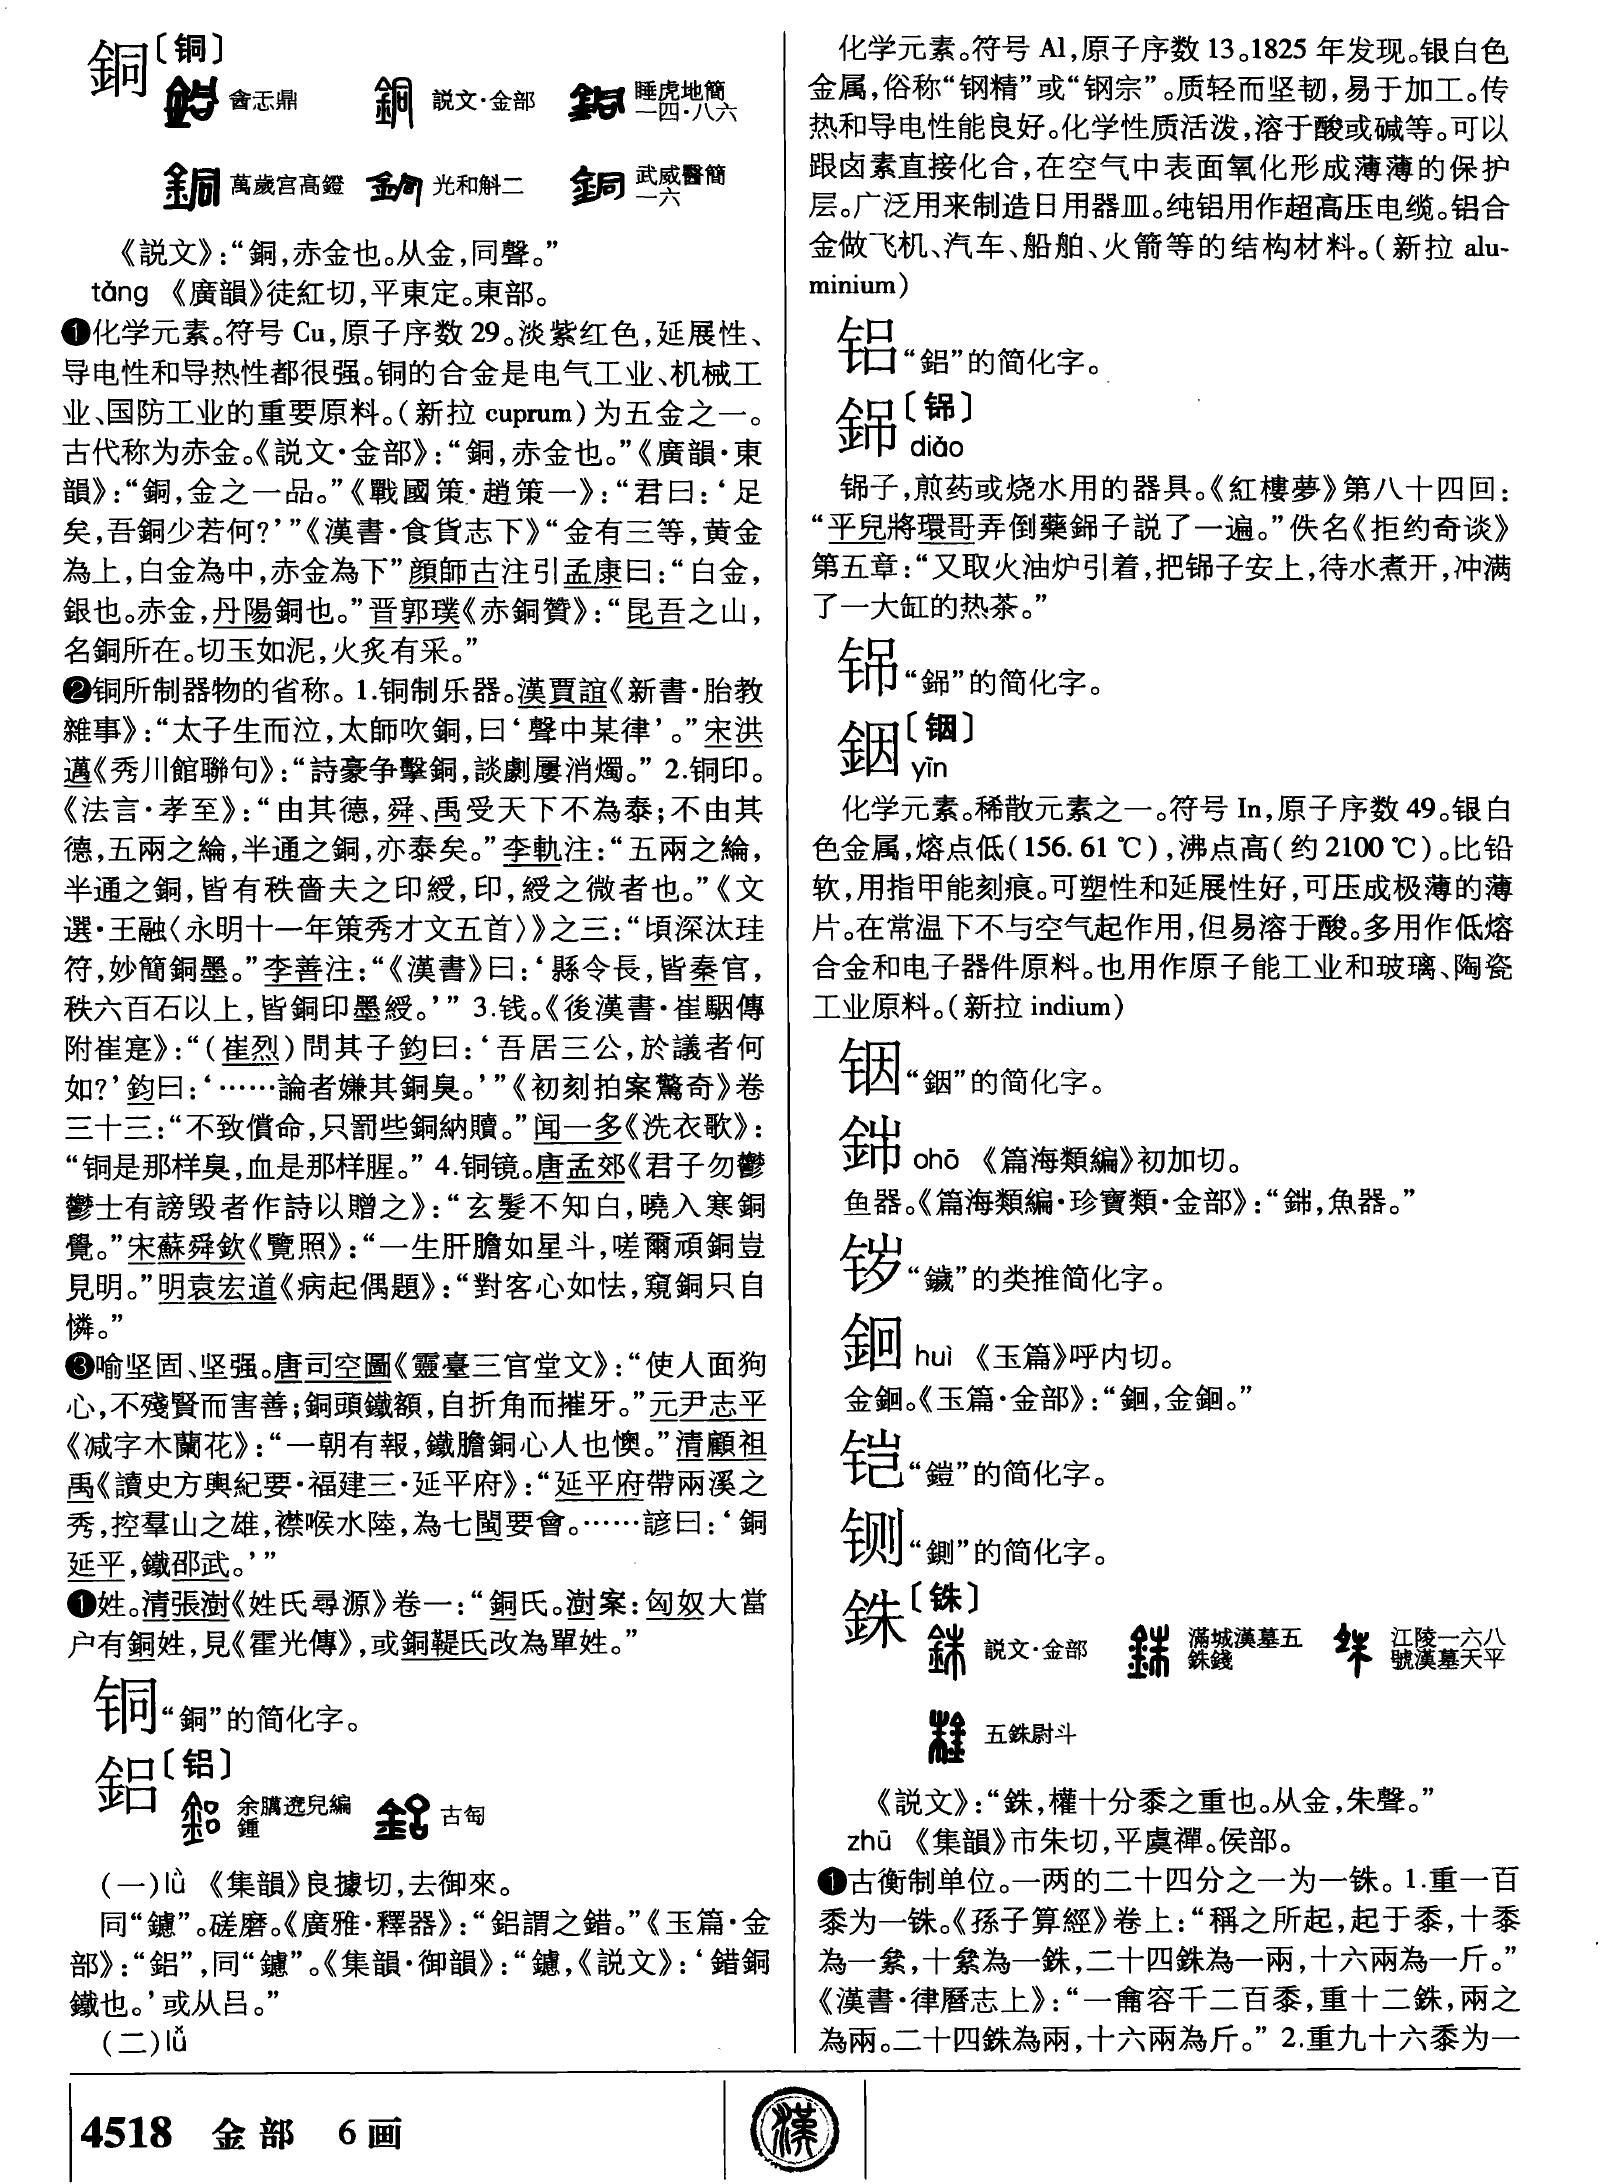 銅〔铜〕
會忎鼎 説文·金部 睡虎地簡一四·八六
萬歲宫高鐙 光和斛二 武威醫簡一六
《説文》：“銅，赤金也。从金，同聲。”
tǎng 《廣韻》徒紅切，平東定。東部。
❶化学元素。符号 Cu，原子序数 29。淡紫红色，延展性、
导电性和导热性都很强。铜的合金是电气工业、机械工
业、国防工业的重要原料。（新拉 cuprum）为五金之一。
古代称为赤金。《説文·金部》：“銅，赤金也。”《廣韻·東
韻》：“銅，金之一品。”《戰國策·趙策一》：“君曰：‘足
矣，吾銅少若何？’”《漢書·食貨志下》“金有三等，黄金
為上，白金為中，赤金為下”顔師古注引孟康曰：“白金，
銀也。赤金，丹陽銅也。”晋郭璞《赤銅贊》：“昆吾之山，
名銅所在。切玉如泥，火炙有采。”
❷铜所制器物的省称。1.铜制乐器。漢賈誼《新書·胎教
雜事》：“太子生而泣，太師吹銅，曰‘聲中某律’。”宋洪
邁《秀川館聯句》：“詩豪争擊銅，談劇屢消燭。”2.铜印。
《法言·孝至》：“由其德，舜、禹受天下不為泰；不由其
德，五兩之綸，半通之銅，亦泰矣。”李軌注：“五兩之綸，
半通之銅，皆有秩嗇夫之印綬，印，綬之微者也。”《文
選·王融〈永明十一年策秀才文五首〉》之三：“頃深汰珪
符，妙簡銅墨。”李善注：“《漢書》曰：‘縣令長，皆秦官，
秩六百石以上，皆銅印墨綬。’”3.钱。《後漢書·崔駰傳
附崔寔》：“（崔烈）問其子鈞曰：‘吾居三公，於議者何
如？’鈞曰：‘……論者嫌其銅臭。’”《初刻拍案驚奇》卷
三十三：“不致償命，只罰些銅納贖。”闻一多《洗衣歌》：
“铜是那样臭，血是那样腥。”4.铜镜。唐孟郊《君子勿鬱
鬱士有謗毁者作詩以贈之》：“玄髮不知白，曉入寒銅
覺。”宋蘇舜欽《覽照》：“一生肝膽如星斗，嗟爾頑銅豈
見明。”明袁宏道《病起偶題》：“對客心如怯，窺銅只自
憐。”
❸喻坚固、坚强。唐司空圖《靈臺三官堂文》：“使人面狗
心，不殘賢而害善；銅頭鐵額，自折角而摧牙。”元尹志平
《减字木蘭花》：“一朝有報，鐵膽銅心人也懊。”清顧祖
禹《讀史方輿紀要·福建三·延平府》：“延平府帶兩溪之
秀，控羣山之雄，襟喉水陸，為七閩要會。……諺曰：‘銅
延平，鐵邵武。’”
❶姓。清張澍《姓氏尋源》卷一：“銅氏。澍案：匈奴大當
户有銅姓，見《霍光傳》，或銅鞮氏改為單姓。”
铜“銅”的简化字。
鋁〔铝〕
余贎逨兒編鍾 古匋
（一）lǜ 《集韻》良據切，去御來。
同“鑢”。磋磨。《廣雅·釋器》：“鋁謂之錯。”《玉篇·金
部》：“鋁”，同“鑢”。《集韻·御韻》：“鑢，《説文》：‘錯銅
鐵也。’或从吕。”
（二）lǚ
化学元素。符号 Al，原子序数 13。1825 年发现。银白色
金属，俗称“钢精”或“钢宗”。质轻而坚韧，易于加工。传
热和导电性能良好。化学性质活泼，溶于酸或碱等。可以
跟卤素直接化合，在空气中表面氧化形成薄薄的保护
层。广泛用来制造日用器皿。纯铝用作超高压电缆。铝合
金做飞机、汽车、船舶、火箭等的结构材料。（新拉 alu-
minium）
铝“鋁”的简化字。
銱〔铞〕
diǎo
铞子，煎药或烧水用的器具。《紅樓夢》第八十四回：
“平兒將環哥弄倒藥銱子説了一遍。”佚名《拒约奇谈》
第五章：“又取火油炉引着，把铞子安上，待水煮开，冲满
了一大缸的热茶。”
铞“銱”的简化字。
銦〔铟〕
yīn
化学元素。稀散元素之一。符号 In，原子序数 49。银白
色金属，熔点低（156.61 ℃），沸点高（约 2100 ℃）。比铅
软，用指甲能刻痕。可塑性和延展性好，可压成极薄的薄
片。在常温下不与空气起作用，但易溶于酸。多用作低熔
合金和电子器件原料。也用作原子能工业和玻璃、陶瓷
工业原料。（新拉 indium）
铟“銦”的简化字。
ohō 《篇海類編》初加切。
鱼器。《篇海類編·珍寶類·金部》：“，魚器。”
“鐬”的类推简化字。
huì 《玉篇》呼内切。
金鉰。《玉篇·金部》：“，金。”
铠“鎧”的简化字。
铡“鍘”的简化字。
銖〔铢〕
説文·金部 滿城漢墓五銖錢 江陵一六八號漢墓天平
五銖尉斗
《説文》：“銖，權十分黍之重也。从金，朱聲。”
zhū 《集韻》市朱切，平虞禪。侯部。
❶古衡制单位。一两的二十四分之一为一铢。1.重一百
黍为一铢。《孫子算經》卷上：“稱之所起，起于黍，十黍
為一絫，十絫為一銖，二十四銖為一兩，十六兩為一斤。”
《漢書·律曆志上》：“一龠容千二百黍，重十二銖，兩之
為兩。二十四銖為兩，十六兩為斤。”2.重九十六黍为一
4518 金部 6画
漢